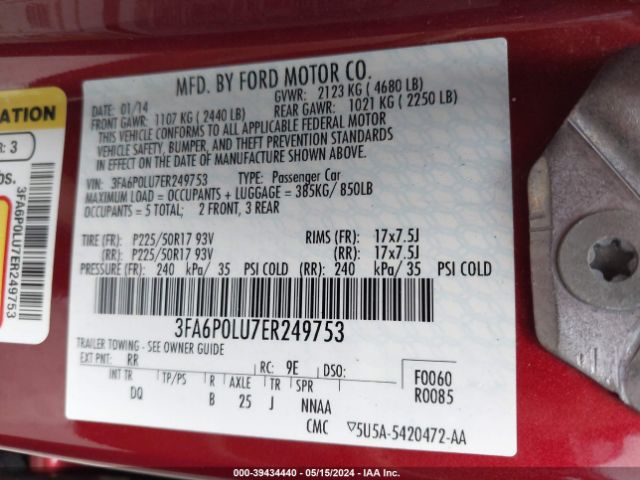 MFD. BY FORD MOTOR CO.
DATE: 01/14 GVWR: 2123 KG ( 4680 LB)
FRONT GAWR: 1107 KG ( 2440 LB) REAR GAWR: 1021 KG ( 2250 LB)
THIS VEHICLE CONFORMS TO ALL APPLICABLE FEDERAL MOTOR
VEHICLE SAFETY, BUMPER, AND THEFT PREVENTION STANDARDS
IN EFFECT ON THE DATE OF MANUFACTURE SHOWN ABOVE.
VIN: 3FA6P0LU7ER249753 TYPE: Passenger Car
MAXIMUM LOAD = OCCUPANTS + LUGGAGE = 385KG/ 850LB
OCCUPANTS = 5 TOTAL; 2 FRONT, 3 REAR
TIRE (FR): P225/50R17 93V RIMS (FR): 17x7.5J
(RR): P225/50R17 93V (RR): 17x7.5J
PRESSURE (FR): 240 kPa/ 35 PSI COLD (RR): 240 kPa/ 35 PSI COLD
3FA6P0LU7ER249753
TRAILER TOWING - SEE OWNER GUIDE
EXT PNT: RR RC: 9E DSO: F0060
INT TR TP/PS R AXLE TR SPR R0085
DQ B 25 J NNAA
CMC ▽5U5A-5420472-AA
ATION
R: 3
bs.
3FA6P0LU7ER249753
000-39434440 - 05/15/2024 - IAAI.COM